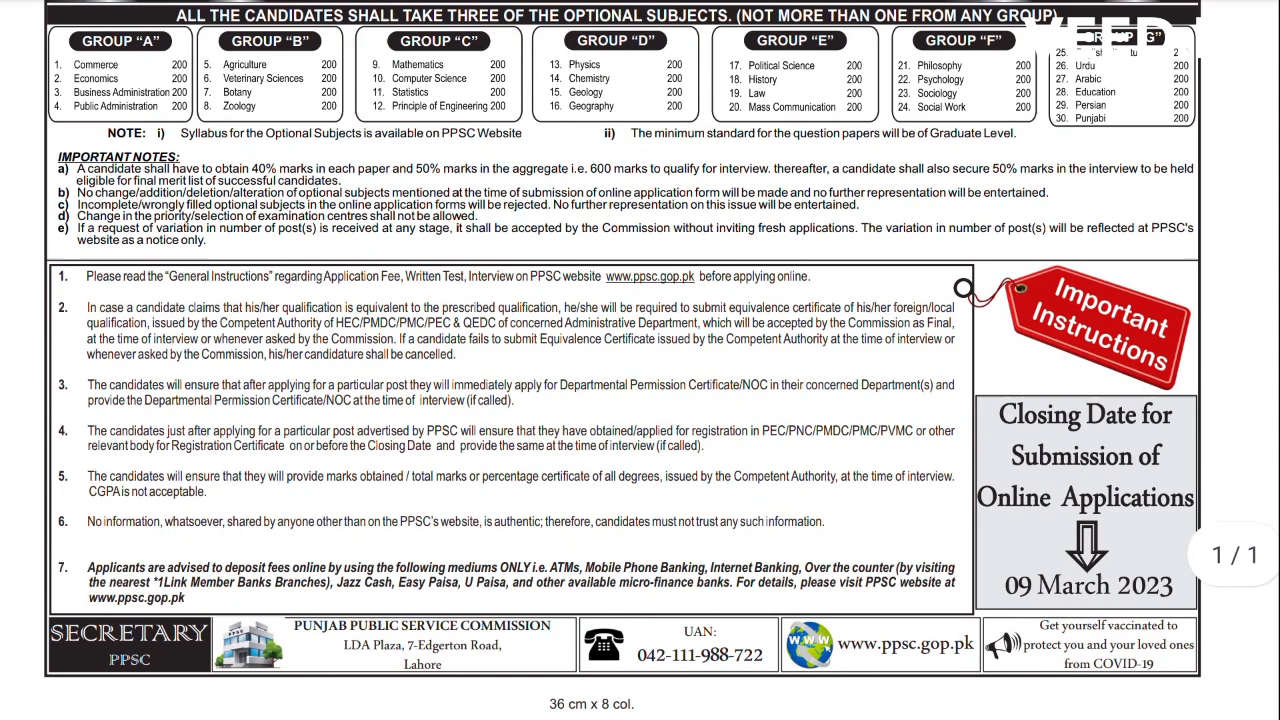 ALL THE CANDIDATES SHALL TAKE THREE OF THE OPTIONAL SUBJECTS. (NOT MORE THAN ONE FROM ANY GROUP)
GROUP “A”
1. Commerce 200
2. Economics 200
3. Business Administration 200
4. Public Administration 200
GROUP “B”
5. Agriculture 200
6. Veterinary Sciences 200
7. Botany 200
8. Zoology 200
GROUP “C”
9. Mathematics 200
10. Computer Science 200
11. Statistics 200
12. Principle of Engineering 200
GROUP “D”
13. Physics 200
14. Chemistry 200
15. Geology 200
16. Geography 200
GROUP “E”
17. Political Science 200
18. History 200
19. Law 200
20. Mass Communication 200
GROUP “F”
21. Philosophy 200
22. Psychology 200
23. Sociology 200
24. Social Work 200
25.
26. Urdu 200
27. Arabic 200
28. Education 200
29. Persian 200
30. Punjabi 200
NOTE: i) Syllabus for the Optional Subjects is available on PPSC Website ii) The minimum standard for the question papers will be of Graduate Level.
IMPORTANT NOTES:
a) A candidate shall have to obtain 40% marks in each paper and 50% marks in the aggregate i.e. 600 marks to qualify for interview. thereafter, a candidate shall also secure 50% marks in the interview to be held
eligible for final merit list of successful candidates.
b) No change/addition/deletion/alteration of optional subjects mentioned at the time of submission of online application form will be made and no further representation will be entertained.
c) Incomplete/wrongly filled optional subjects in the online application forms will be rejected. No further representation on this issue will be entertained.
d) Change in the priority/selection of examination centres shall not be allowed.
e) If a request of variation in number of post(s) is received at any stage, it shall be accepted by the Commission without inviting fresh applications. The variation in number of post(s) will be reflected at PPSC's
website as a notice only.
1. Please read the “General Instructions” regarding Application Fee, Written Test, Interview on PPSC website www.ppsc.gop.pk before applying online.
2. In case a candidate claims that his/her qualification is equivalent to the prescribed qualification, he/she will be required to submit equivalence certificate of his/her foreign/local
qualification, issued by the Competent Authority of HEC/PMDC/PMC/PEC & QEDC of concerned Administrative Department, which will be accepted by the Commission as Final,
at the time of interview or whenever asked by the Commission. If a candidate fails to submit Equivalence Certificate issued by the Competent Authority at the time of interview or
whenever asked by the Commission, his/her candidature shall be cancelled.
3. The candidates will ensure that after applying for a particular post they will immediately apply for Departmental Permission Certificate/NOC in their concerned Department(s) and
provide the Departmental Permission Certificate/NOC at the time of interview (if called).
4. The candidates just after applying for a particular post advertised by PPSC will ensure that they have obtained/applied for registration in PEC/PNC/PMDC/PMC/PVMC or other
relevant body for Registration Certificate on or before the Closing Date and provide the same at the time of interview (if called).
5. The candidates will ensure that they will provide marks obtained / total marks or percentage certificate of all degrees, issued by the Competent Authority, at the time of interview.
CGPA is not acceptable.
6. No information, whatsoever, shared by anyone other than on the PPSC's website, is authentic; therefore, candidates must not trust any such information.
7. Applicants are advised to deposit fees online by using the following mediums ONLY i.e. ATMs, Mobile Phone Banking, Internet Banking, Over the counter (by visiting
the nearest *1Link Member Banks Branches), Jazz Cash, Easy Paisa, U Paisa, and other available micro-finance banks. For details, please visit PPSC website at
www.ppsc.gop.pk
Important
Instructions
Closing Date for
Submission of
Online Applications
09 March 2023
1 / 1
SECRETARY
PPSC
PPSC
PUNJAB PUBLIC SERVICE COMMISSION
LDA Plaza, 7-Edgerton Road,
Lahore
UAN:
042-111-988-722
WWW
www.ppsc.gop.pk
Get yourself vaccinated to
protect you and your loved ones
from COVID-19
36 cm x 8 col.